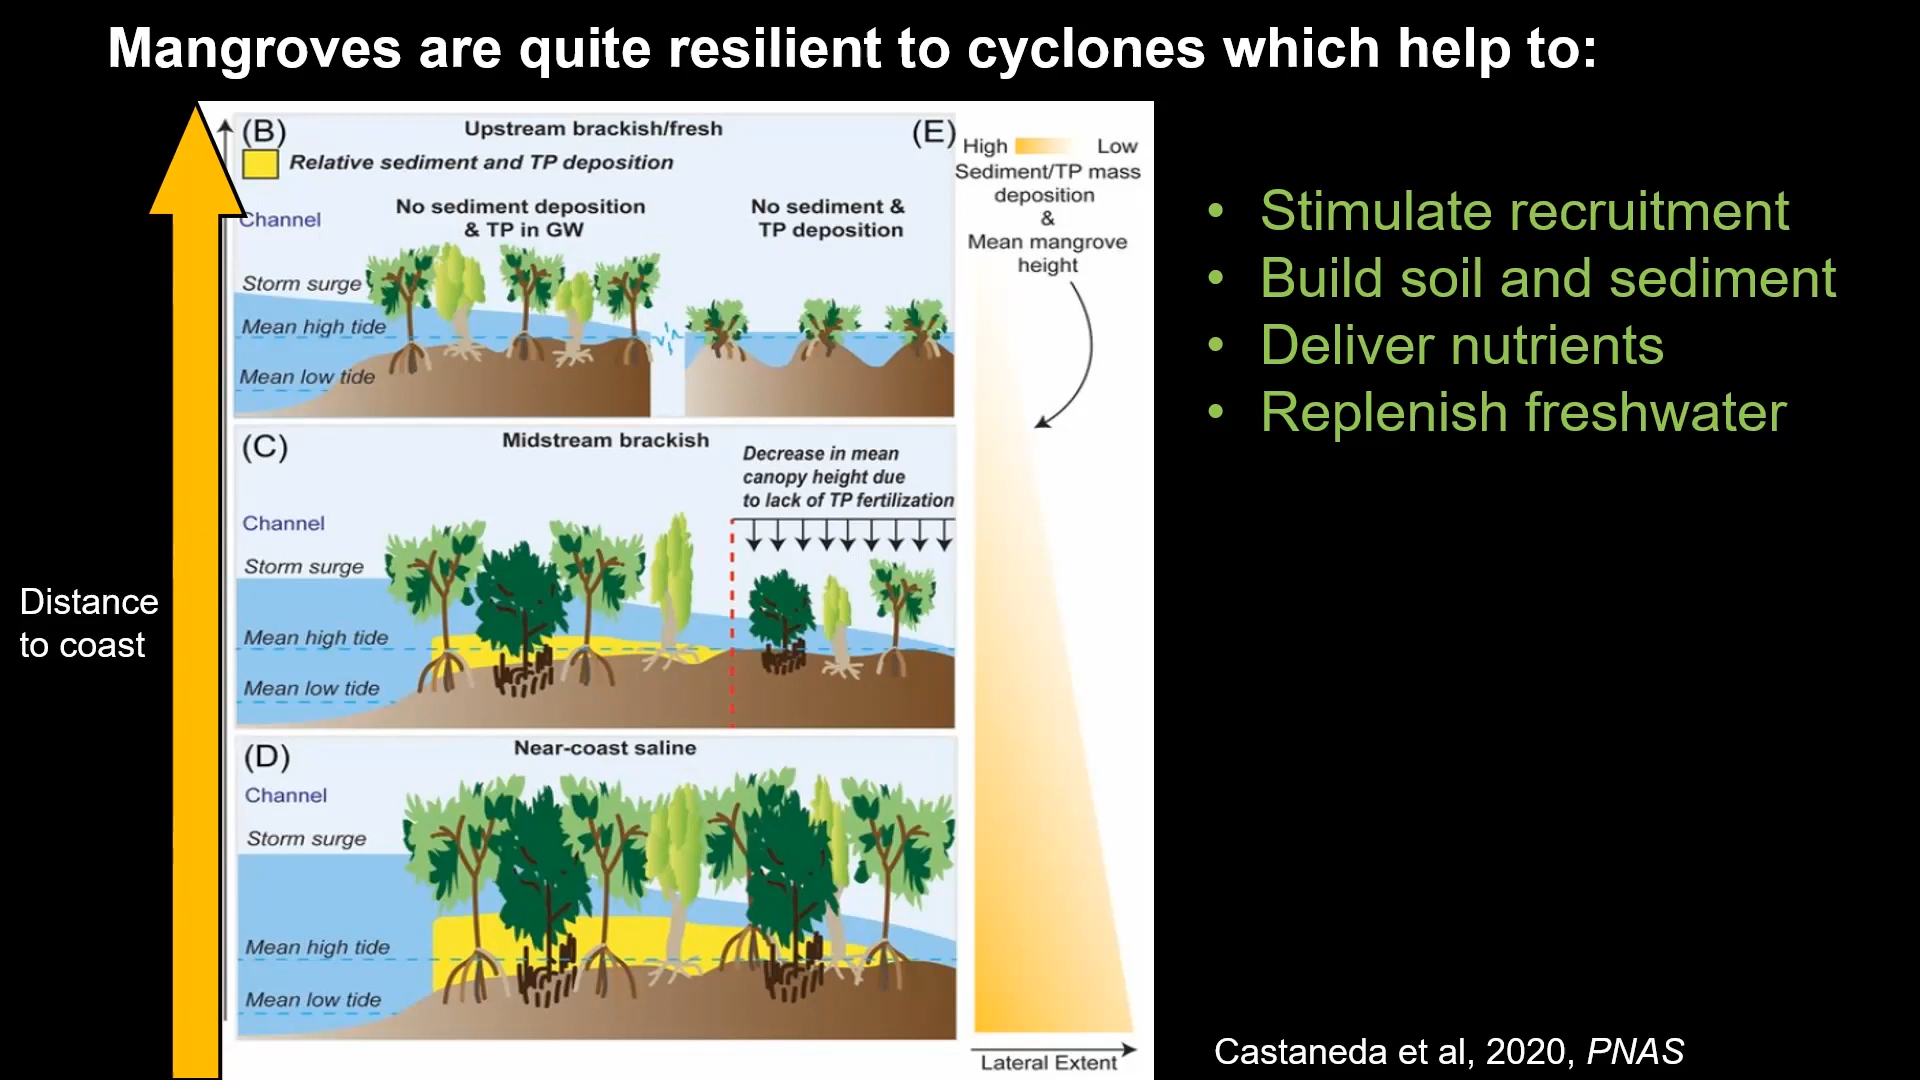 Mangroves are quite resilient to cyclones which help to:
Distance
to coast
(B)
Upstream brackish/fresh
Relative sediment and TP deposition
Channel
No sediment deposition
& TP in GW
No sediment &
TP deposition
Storm surge
Mean high tide
Mean low tide
(C)
Midstream brackish
Decrease in mean
canopy height due
to lack of TP fertilization
Channel
Storm surge
Mean high tide
Mean low tide
(D)
Near-coast saline
Channel
Storm surge
Mean high tide
Mean low tide
(E)
High
Low
Sediment/TP mass
deposition
&
Mean mangrove
height
Lateral Extent
• Stimulate recruitment
• Build soil and sediment
• Deliver nutrients
• Replenish freshwater
Castaneda et al, 2020, PNAS